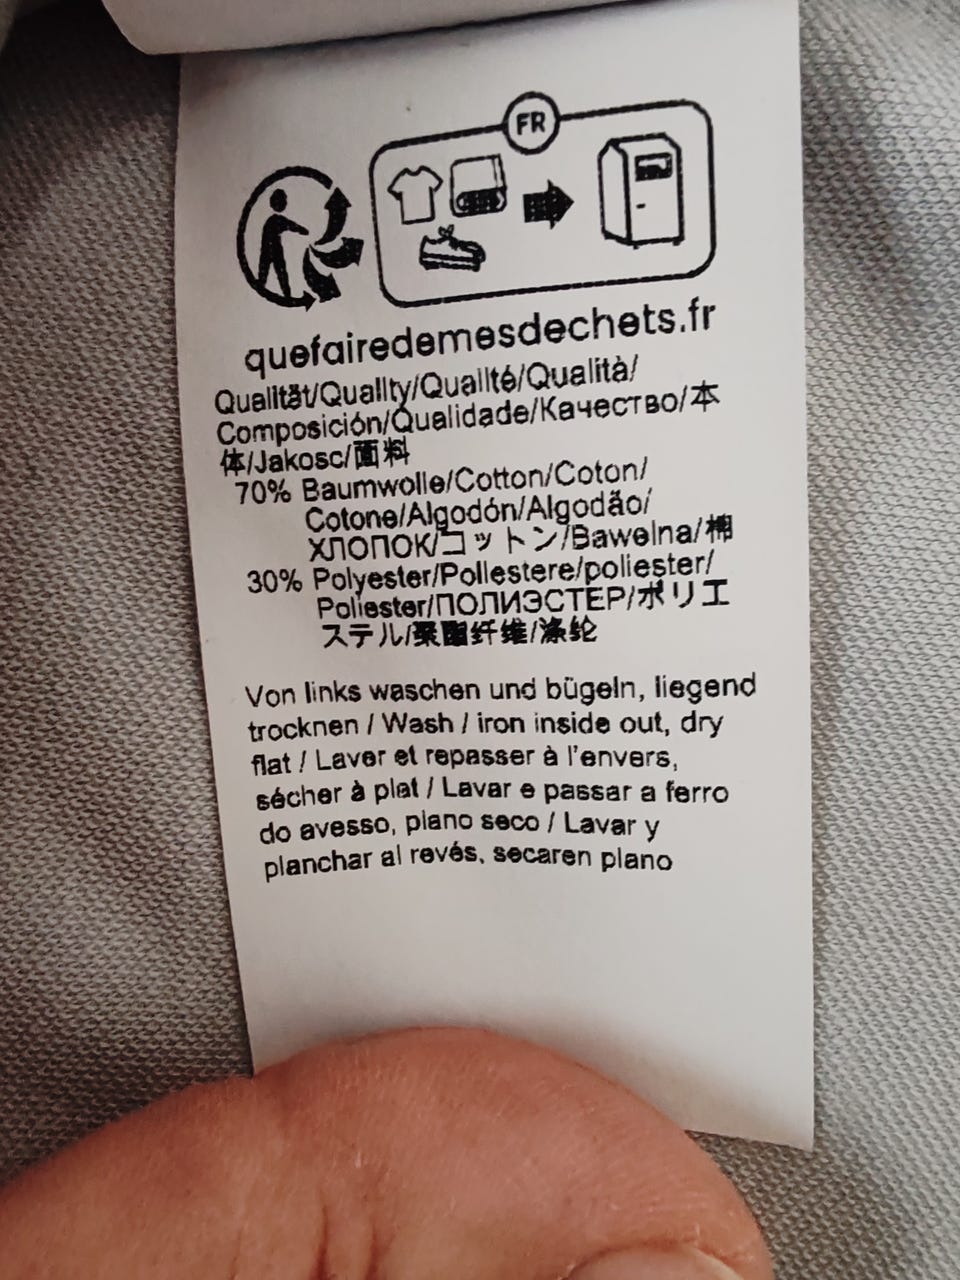 FR
quefairedemesdechets.fr
Qualität/Quality/Qualité/Qualità/
Composición/Qualidade/Качество/本
体/Jakosc/面料
70% Baumwolle/Cotton/Coton/
Cotone/Algodón/Algodão/
ХЛОПОК/コットン/Bawelna/棉
30% Polyester/Poliestere/poliester/
Poliester/ПОЛИЭСТЕР/ポリエ
ステル/聚酯纤维/涤纶
Von links waschen und bügeln, liegend
trocknen / Wash / iron inside out, dry
flat / Laver et repasser à l'envers,
sécher à plat / Lavar e passar a ferro
do avesso, plano seco / Lavar y
planchar al revés, secaren plano